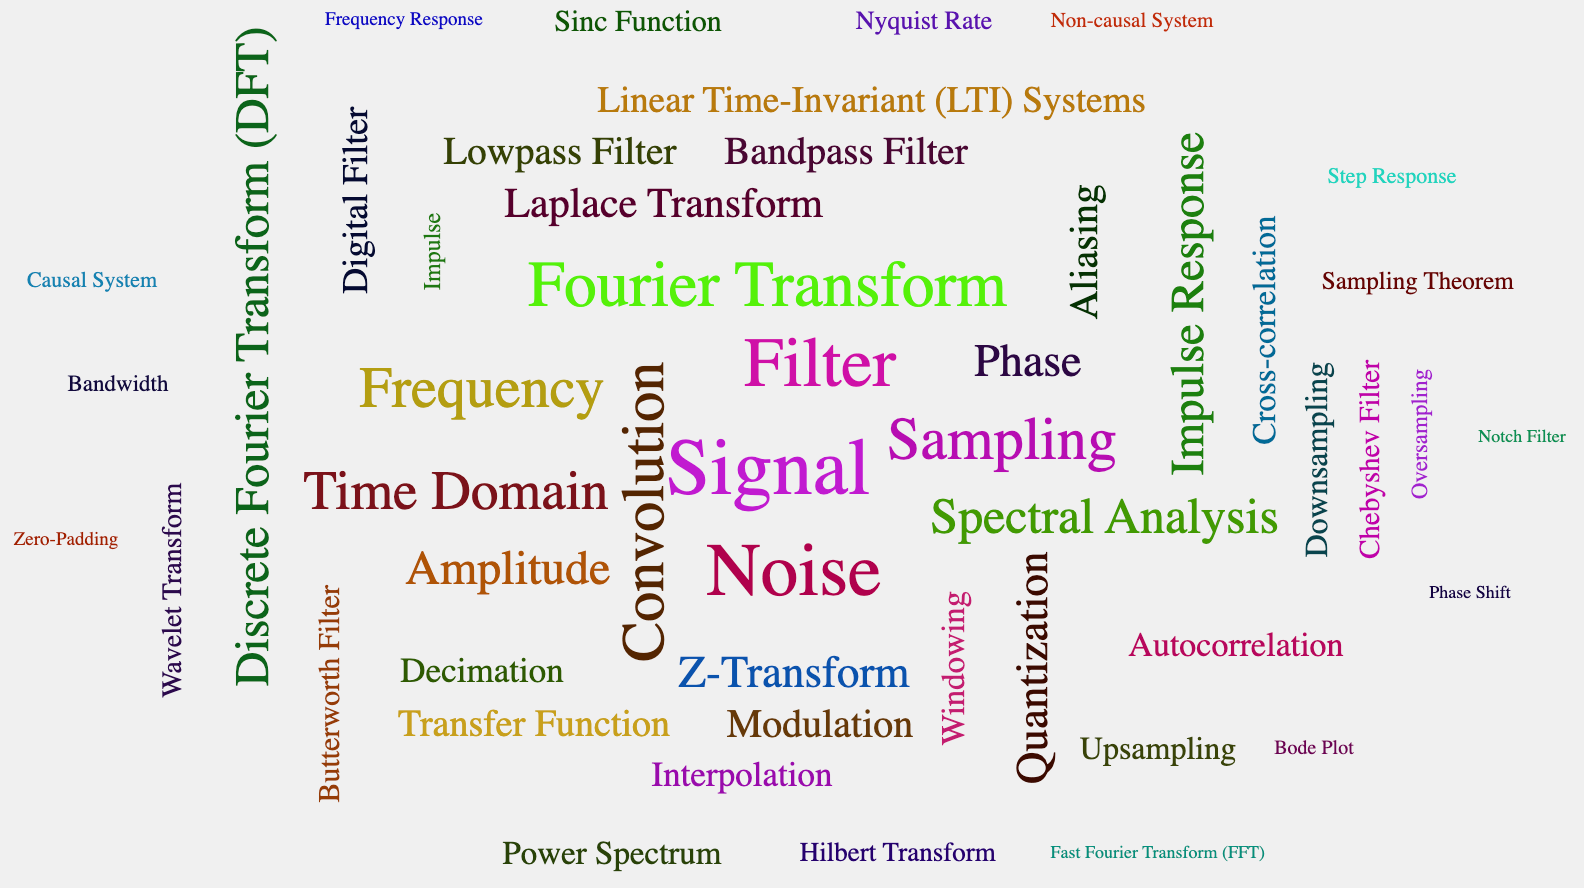 Frequency Response
Sinc Function
Nyquist Rate
Non-causal System
Linear Time-Invariant (LTI) Systems
Discrete Fourier Transform (DFT)
Digital Filter
Lowpass Filter
Bandpass Filter
Impulse Response
Step Response
Laplace Transform
Aliasing
Impulse
Cross-correlation
Causal System
Fourier Transform
Sampling Theorem
Filter
Phase
Bandwidth
Frequency
Convolution
Downsampling
Chebyshev Filter
Oversampling
Sampling
Notch Filter
Signal
Time Domain
Wavelet Transform
Spectral Analysis
Zero-Padding
Amplitude
Noise
Quantization
Windowing
Phase Shift
Butterworth Filter
Autocorrelation
Decimation
Z-Transform
Transfer Function
Modulation
Upsampling
Bode Plot
Interpolation
Power Spectrum
Hilbert Transform
Fast Fourier Transform (FFT)